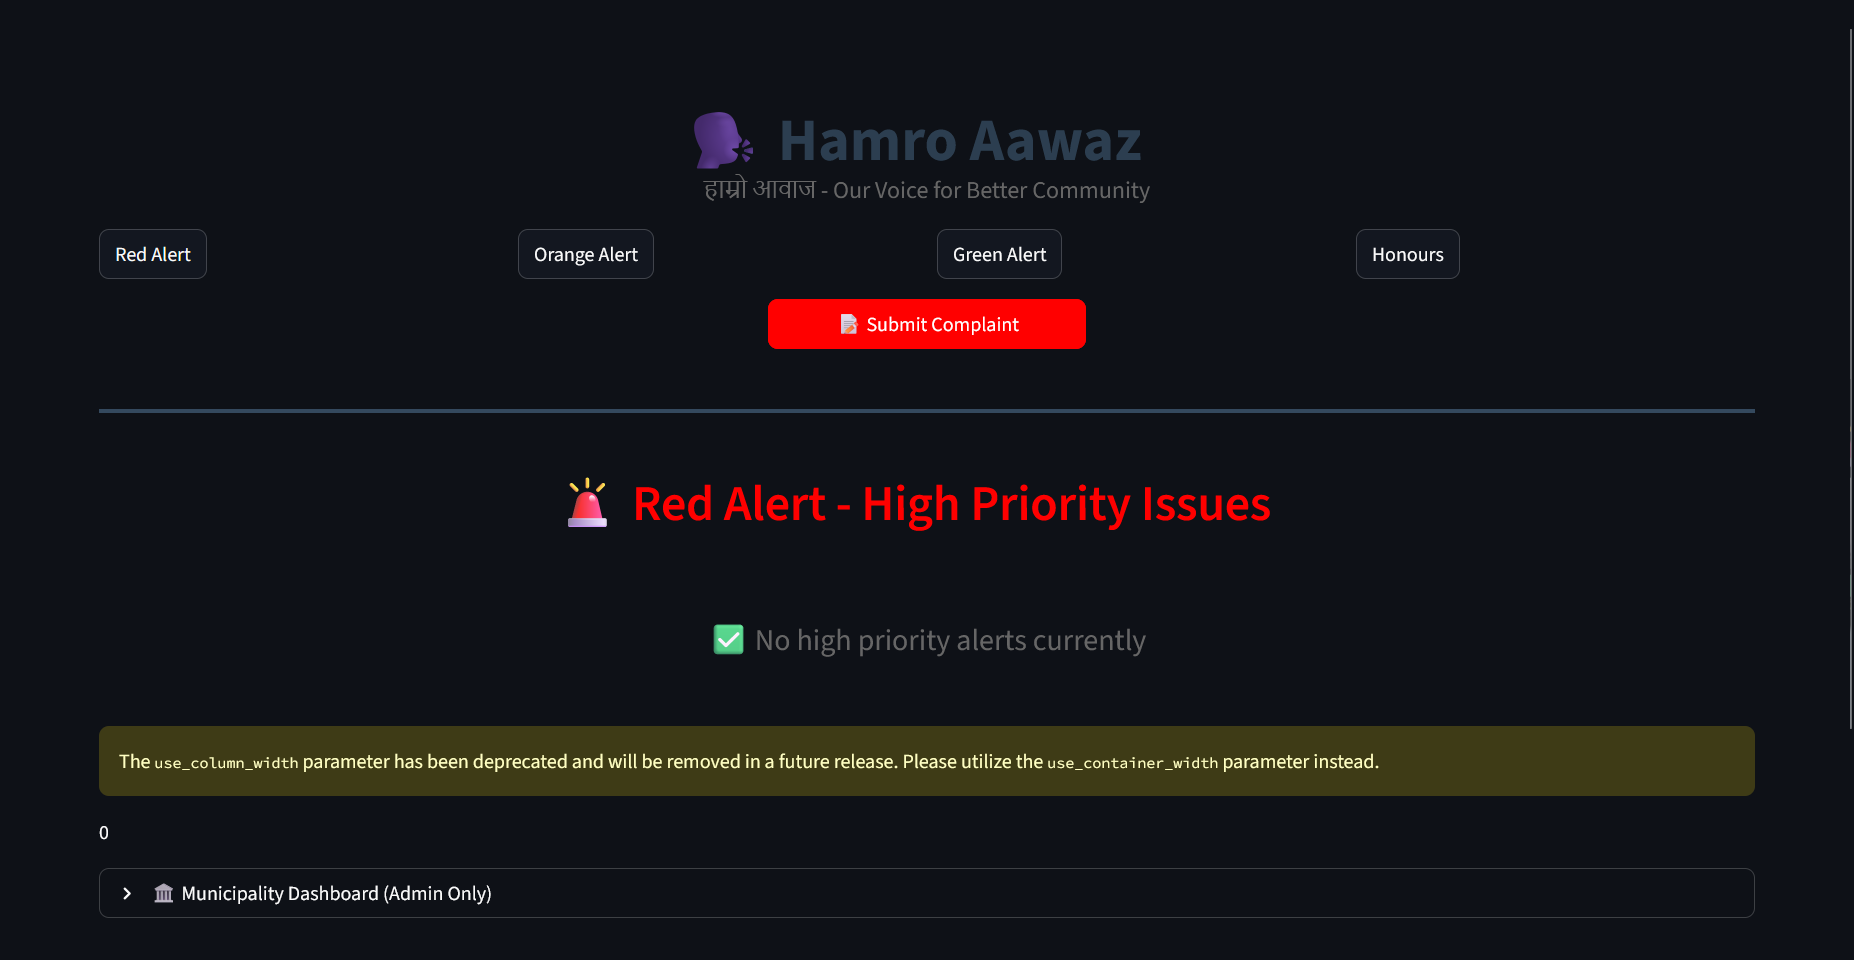 Hamro Aawaz
हाम्रो आवाज - Our Voice for Better Community
Red Alert
Orange Alert
Green Alert
Honours
Submit Complaint
Red Alert - High Priority Issues
No high priority alerts currently
The use_column_width parameter has been deprecated and will be removed in a future release. Please utilize the use_container_width parameter instead.
0
Municipality Dashboard (Admin Only)